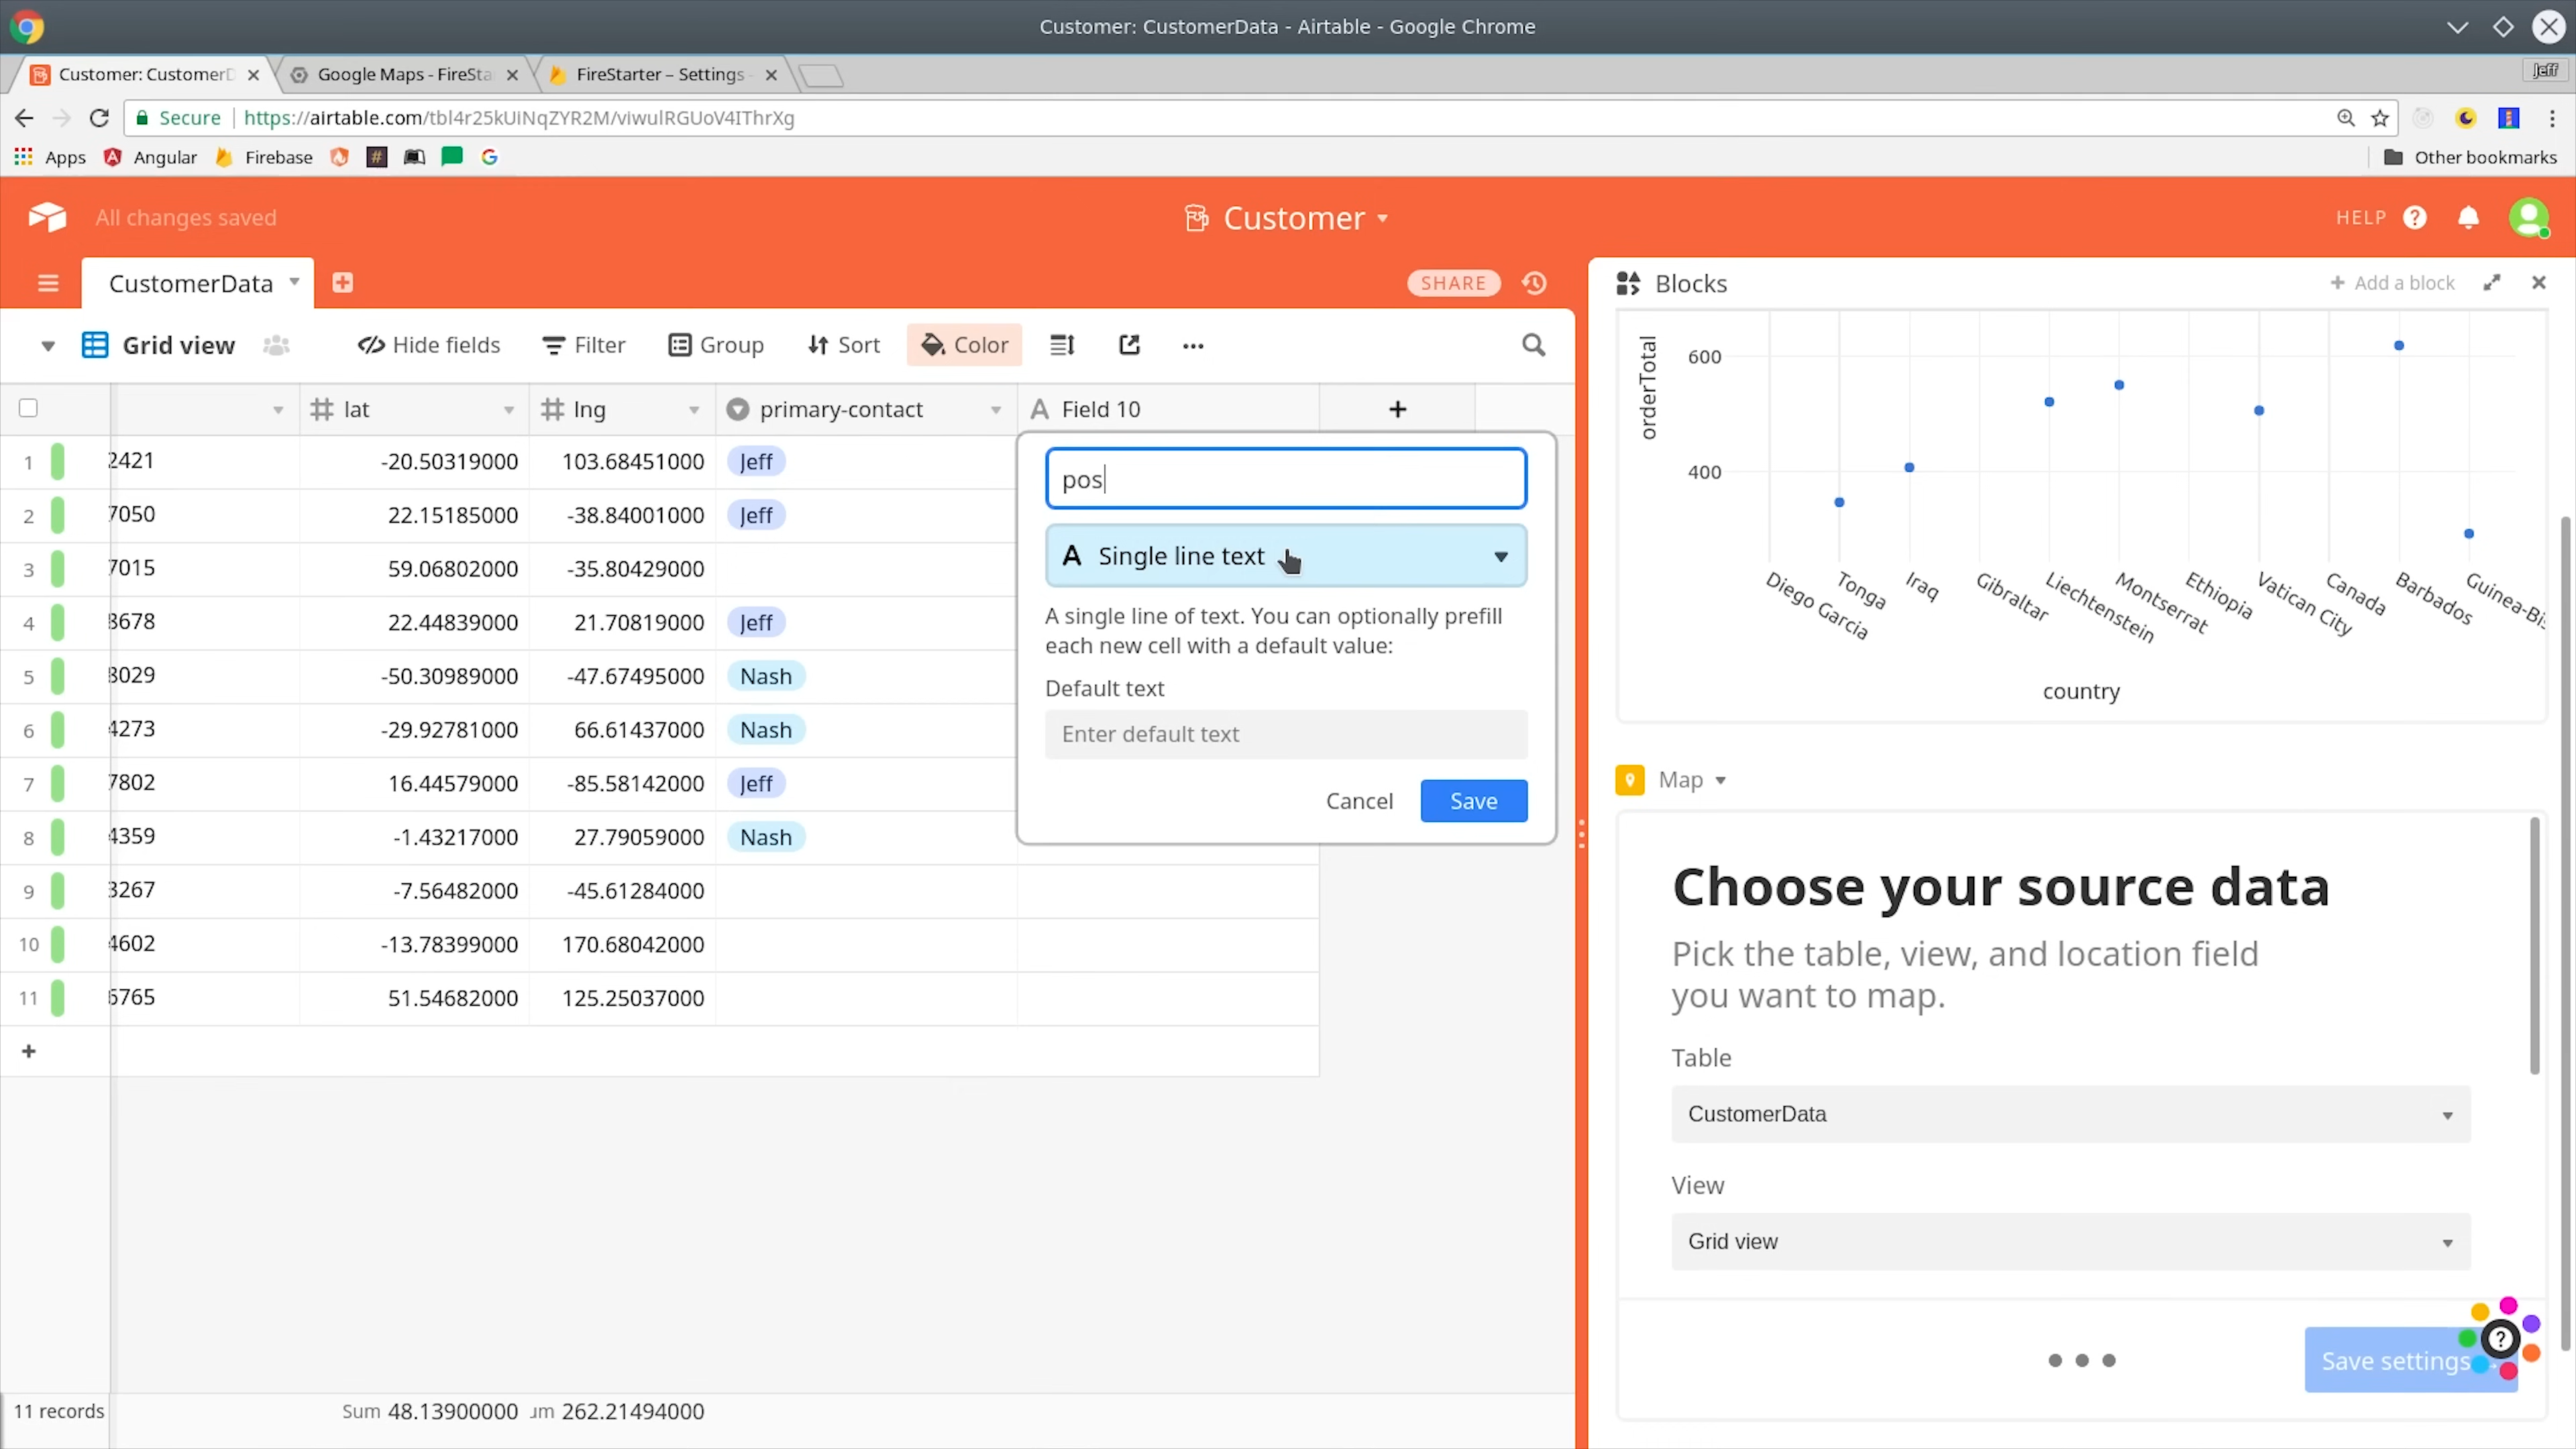 Customer: CustomerData - Airtable - Google Chrome
Customer: CustomerD
Google Maps - FireSta
FireStarter – Settings -
Jeff
Secure https://airtable.com/tbl4r25kUiNqZYR2M/viwulRGUoV4IThrXg
Apps Angular Firebase # G Other bookmarks
All changes saved
Customer
HELP ?
CustomerData
SHARE
Blocks
+ Add a block
Grid view Hide fields Filter Group Sort Color
lat lng primary-contact A Field 10 +
1 2421 -20.50319000 103.68451000 Jeff
2 7050 22.15185000 -38.84001000 Jeff
3 7015 59.06802000 -35.80429000
4 3678 22.44839000 21.70819000 Jeff
5 3029 -50.30989000 -47.67495000 Nash
6 4273 -29.92781000 66.61437000 Nash
7 7802 16.44579000 -85.58142000 Jeff
8 4359 -1.43217000 27.79059000 Nash
9 3267 -7.56482000 -45.61284000
10 4602 -13.78399000 170.68042000
11 6765 51.54682000 125.25037000
+
11 records Sum 48.13900000 um 262.21494000
pos
A Single line text
A single line of text. You can optionally prefill
each new cell with a default value:
Default text
Enter default text
Cancel Save
orderTotal
600
400
Diego Garcia
Tonga
Iraq
Gibraltar
Liechtenstein
Montserrat
Ethiopia
Vatican City
Canada
Barbados
Guinea-Bis
country
Map
Choose your source data
Pick the table, view, and location field
you want to map.
Table
CustomerData
View
Grid view
Save settings
?